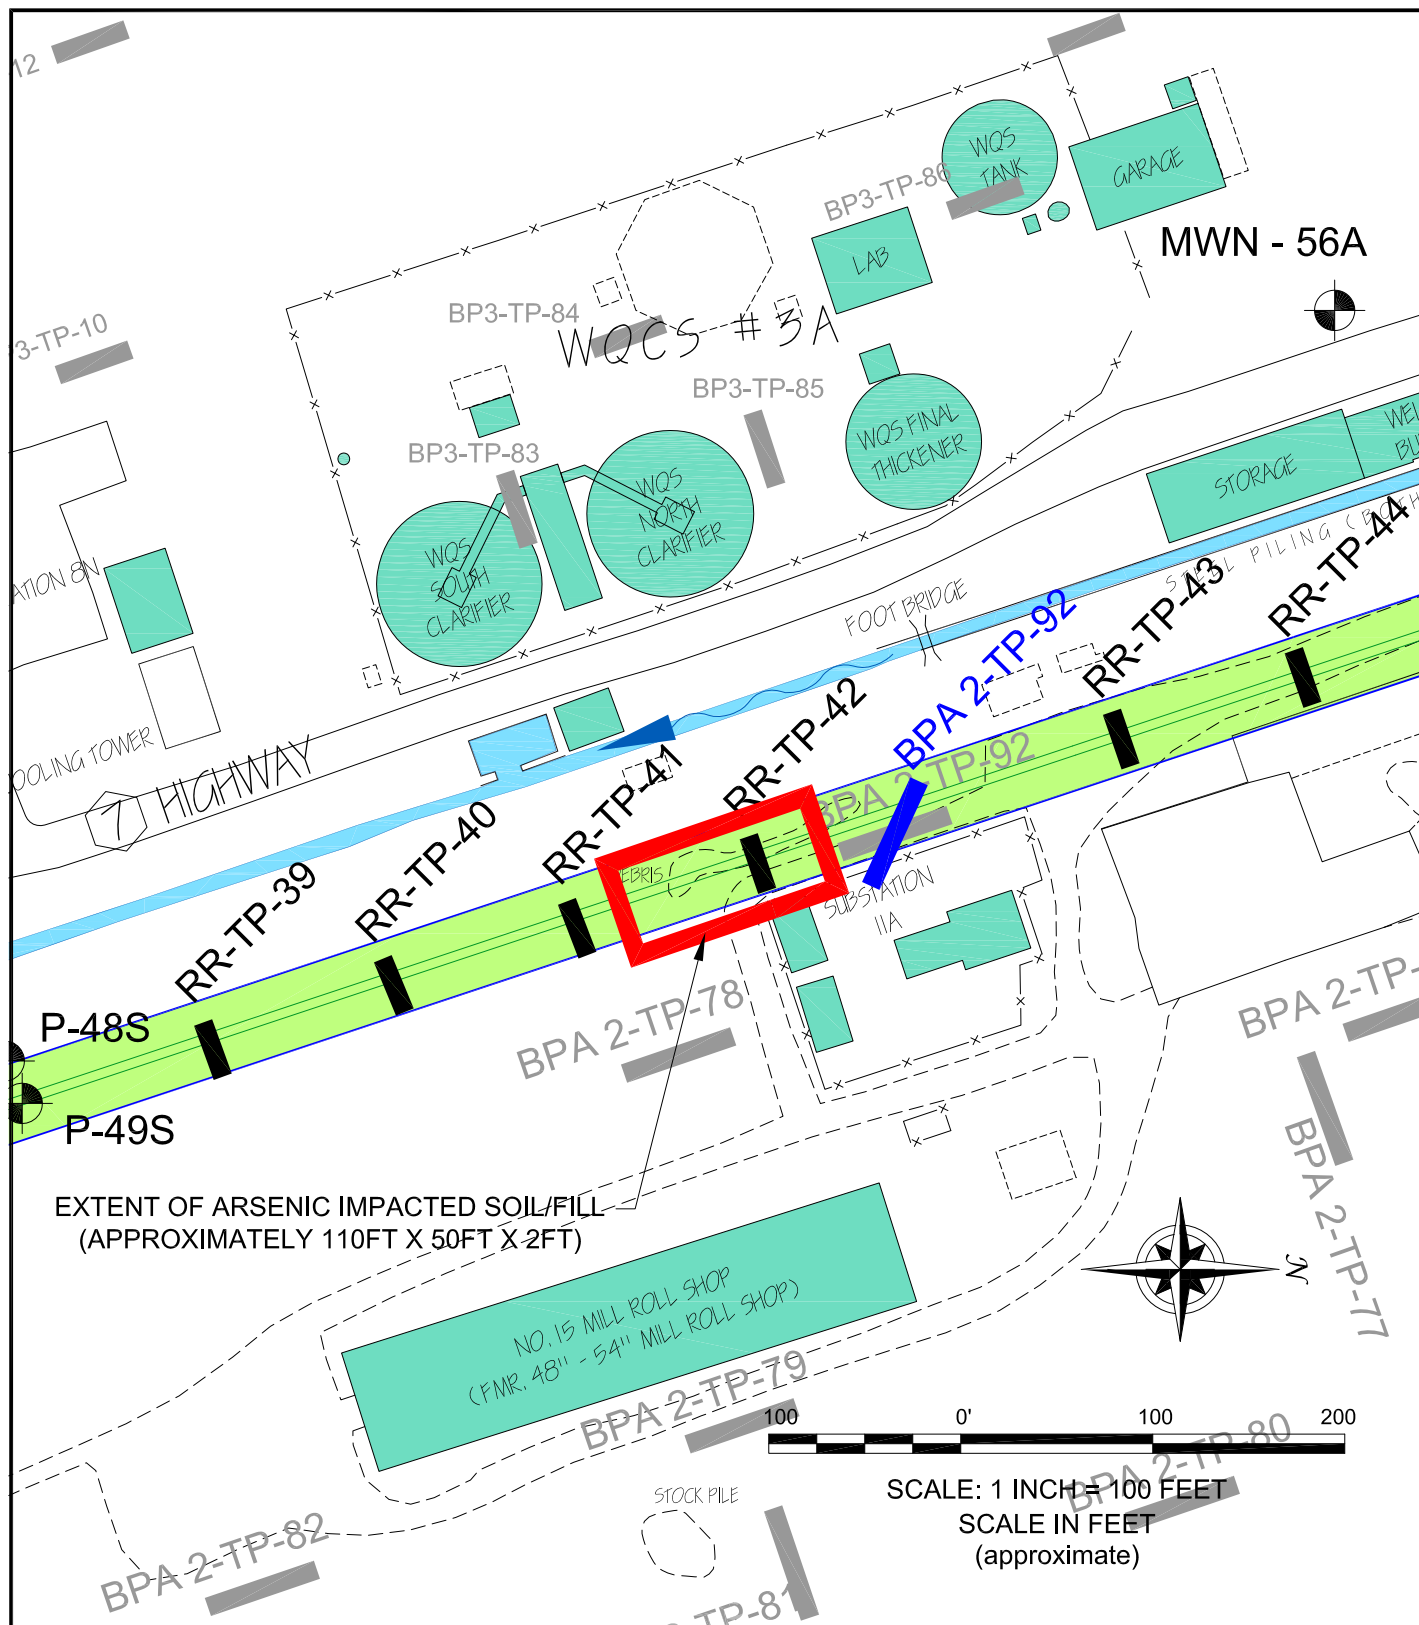 12
BP3-TP-86
WQS
TANK
GARAGE
MWN - 56A
LAB
3-TP-10
BP3-TP-84
WQCS #3A
BP3-TP-85
BP3-TP-83
WQS FINAL
THICKENER
WQS
NORTH
CLARIFIER
WQS
SOUTH
CLARIFIER
STORAGE
ATION 8N
OOLING TOWER
7 HIGHWAY
FOOT BRIDGE
STEEL PILING
RR-TP-44
RR-TP-43
BPA 2-TP-92
RR-TP-42
BPA 2-TP-92
RR-TP-41
RR-TP-40
RR-TP-39
EBRIS
SUBSTATION
11A
P-48S
P-49S
BPA 2-TP-78
BPA 2-TP-
BPA 2-TP-77
EXTENT OF ARSENIC IMPACTED SOIL/FILL
(APPROXIMATELY 110FT X 50FT X 2FT)
N
NO. 15 MILL ROLL SHOP
(FMR. 48" - 54" MILL ROLL SHOP)
BPA 2-TP-79
100 0' 100 200
BPA 2-TP-80
SCALE: 1 INCH = 100 FEET
SCALE IN FEET
(approximate)
STOCK PILE
BPA 2-TP-82
TP-81